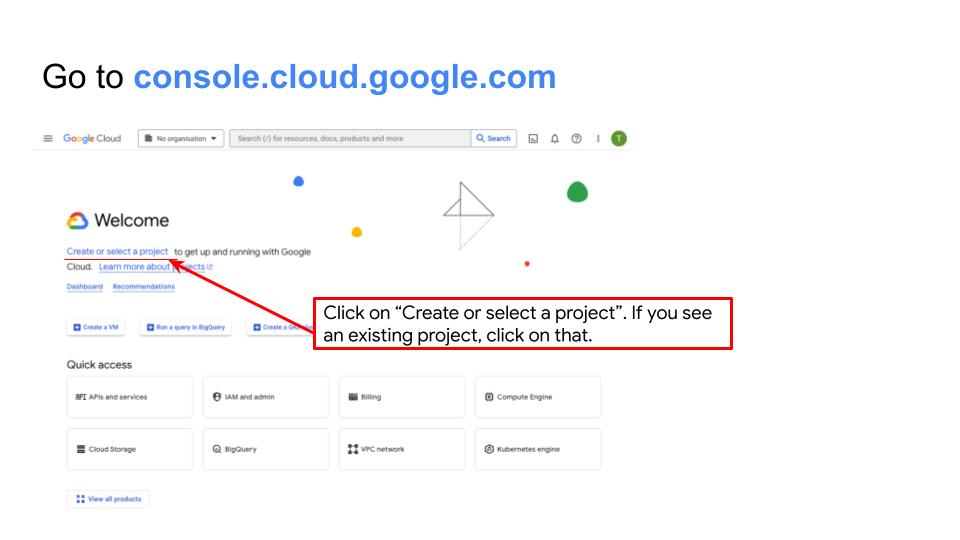 Go to console.cloud.google.com
Google Cloud
No organisation
Search (/) for resources, docs, products and more
Search
T
Welcome
Create or select a project to get up and running with Google
Cloud. Learn more about projects
Dashboard Recommendations
Click on “Create or select a project”. If you see
an existing project, click on that.
Create a VM
Run a query in BigQuery
Create a
Quick access
API APIs and services
IAM and admin
Billing
Compute Engine
Cloud Storage
BigQuery
VPC network
Kubernetes engine
View all products